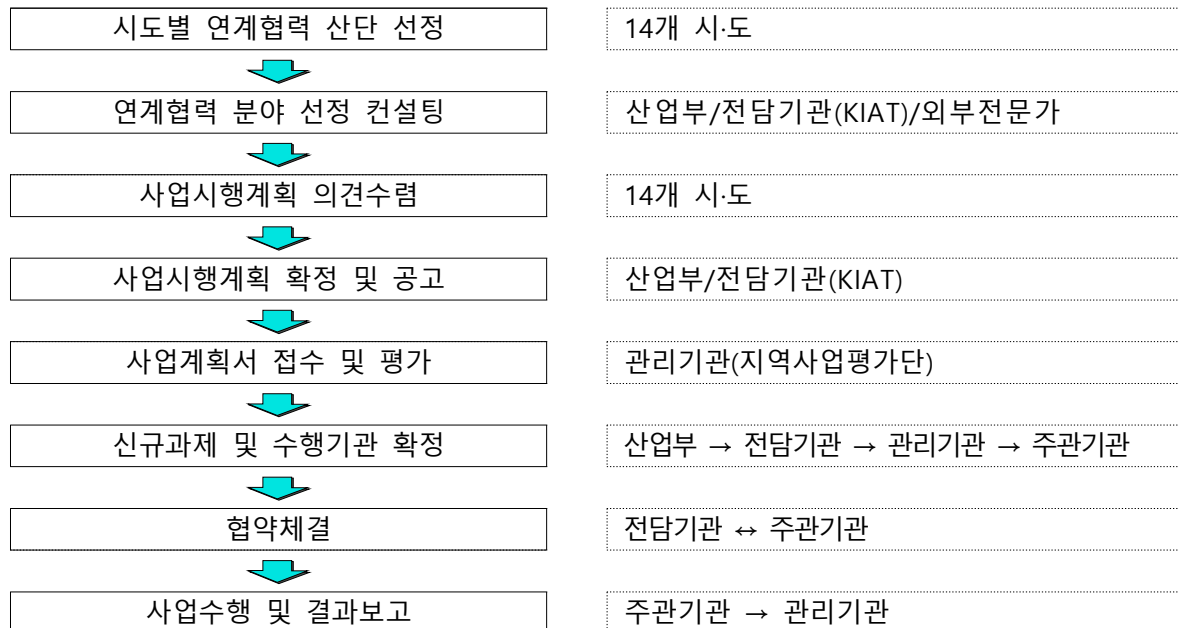 시도별 연계협력 산단 선정
14개 시·도
연계협력 분야 선정 컨설팅
산업부/전담기관(KIAT)/외부전문가
사업시행계획 의견수렴
14개 시·도
사업시행계획 확정 및 공고
산업부/전담기관(KIAT)
사업계획서 접수 및 평가
관리기관(지역사업평가단)
신규과제 및 수행기관 확정
산업부 → 전담기관 → 관리기관 → 주관기관
협약체결
전담기관 ↔ 주관기관
사업수행 및 결과보고
주관기관 → 관리기관